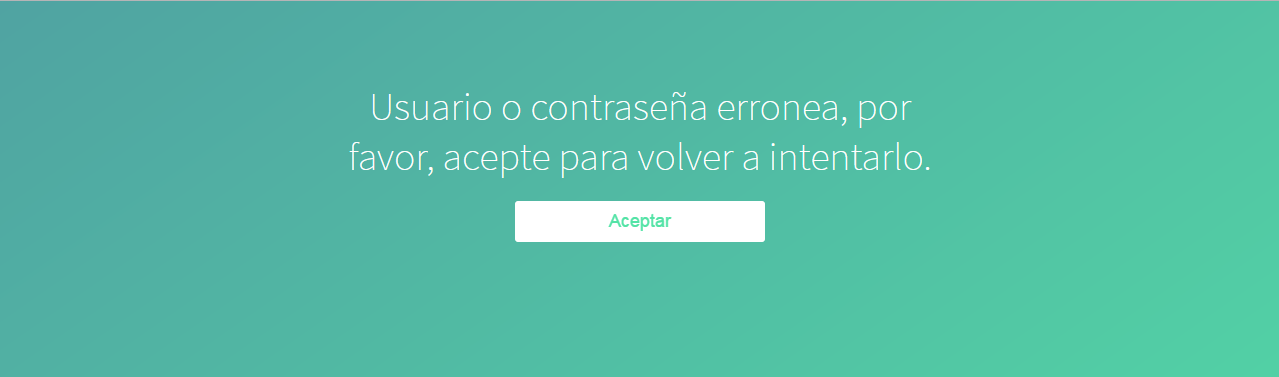 Usuario o contraseña erronea, por
favor, acepte para volver a intentarlo.
Aceptar